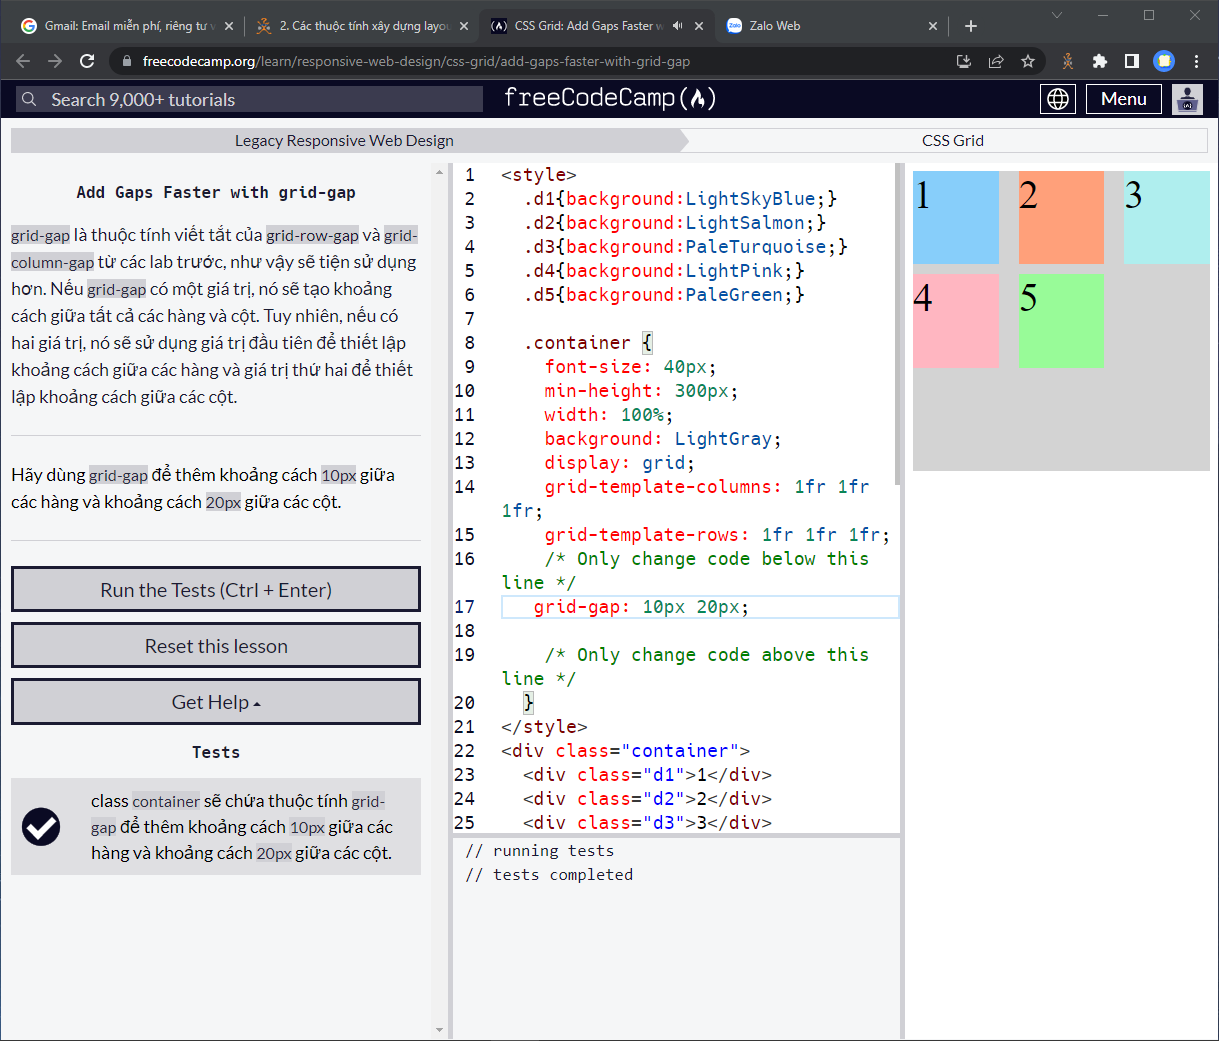 Gmail: Email miễn phí, riêng tư v
2. Các thuộc tính xây dựng layou
CSS Grid: Add Gaps Faster w
Zalo Web
freecodecamp.org/learn/responsive-web-design/css-grid/add-gaps-faster-with-grid-gap
Search 9,000+ tutorials
freeCodeCamp
Menu
Legacy Responsive Web Design
CSS Grid
Add Gaps Faster with grid-gap
grid-gap là thuộc tính viết tắt của grid-row-gap và grid-
column-gap từ các lab trước, như vậy sẽ tiện sử dụng
hơn. Nếu grid-gap có một giá trị, nó sẽ tạo khoảng
cách giữa tất cả các hàng và cột. Tuy nhiên, nếu có
hai giá trị, nó sẽ sử dụng giá trị đầu tiên để thiết lập
khoảng cách giữa các hàng và giá trị thứ hai để thiết
lập khoảng cách giữa các cột.
Hãy dùng grid-gap để thêm khoảng cách 10px giữa
các hàng và khoảng cách 20px giữa các cột.
Run the Tests (Ctrl + Enter)
Reset this lesson
Get Help
Tests
class container sẽ chứa thuộc tính grid-
gap để thêm khoảng cách 10px giữa các
hàng và khoảng cách 20px giữa các cột.
1 <style>
2 .d1{background:LightSkyBlue;}
3 .d2{background:LightSalmon;}
4 .d3{background:PaleTurquoise;}
5 .d4{background:LightPink;}
6 .d5{background:PaleGreen;}
7
8 .container {
9 font-size: 40px;
10 min-height: 300px;
11 width: 100%;
12 background: LightGray;
13 display: grid;
14 grid-template-columns: 1fr 1fr
1fr;
15 grid-template-rows: 1fr 1fr 1fr;
16 /* Only change code below this
line */
17 grid-gap: 10px 20px;
18
19 /* Only change code above this
line */
20 }
21 </style>
22 <div class="container">
23 <div class="d1">1</div>
24 <div class="d2">2</div>
25 <div class="d3">3</div>
// running tests
// tests completed
1 2 3
4 5